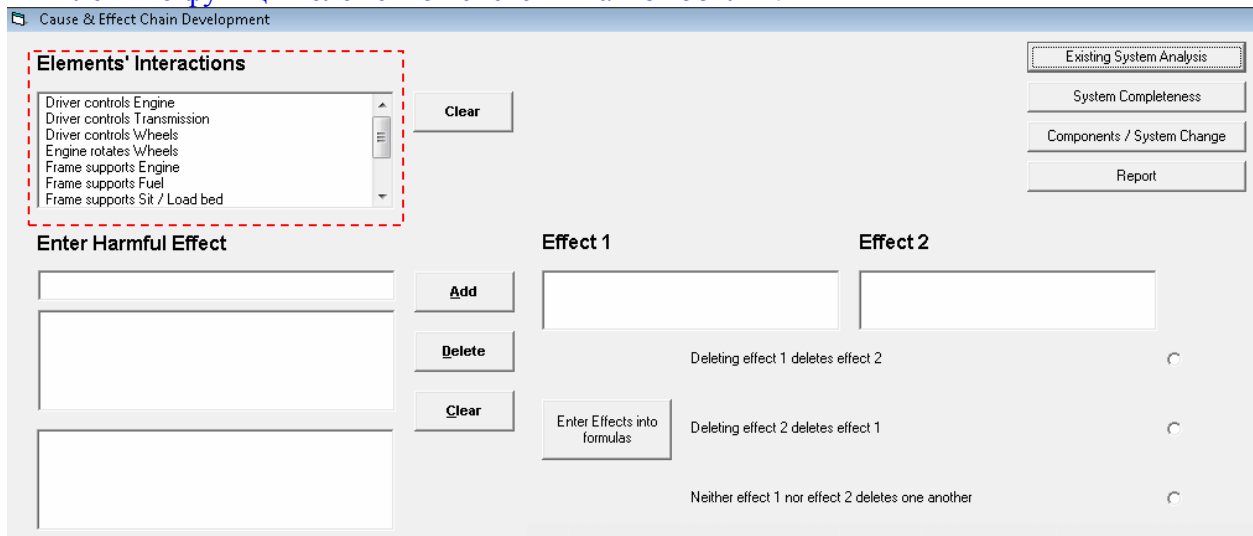 Cause & Effect Chain Development
Elements' Interactions
Driver controls Engine
Driver controls Transmission
Driver controls Wheels
Engine rotates Wheels
Frame supports Engine
Frame supports Fuel
Frame supports Sit / Load bed
Clear
Existing System Analysis
System Completeness
Components / System Change
Report
Enter Harmful Effect
Effect 1
Effect 2
Add
Delete
Clear
Enter Effects into
formulas
Deleting effect 1 deletes effect 2
Deleting effect 2 deletes effect 1
Neither effect 1 nor effect 2 deletes one another